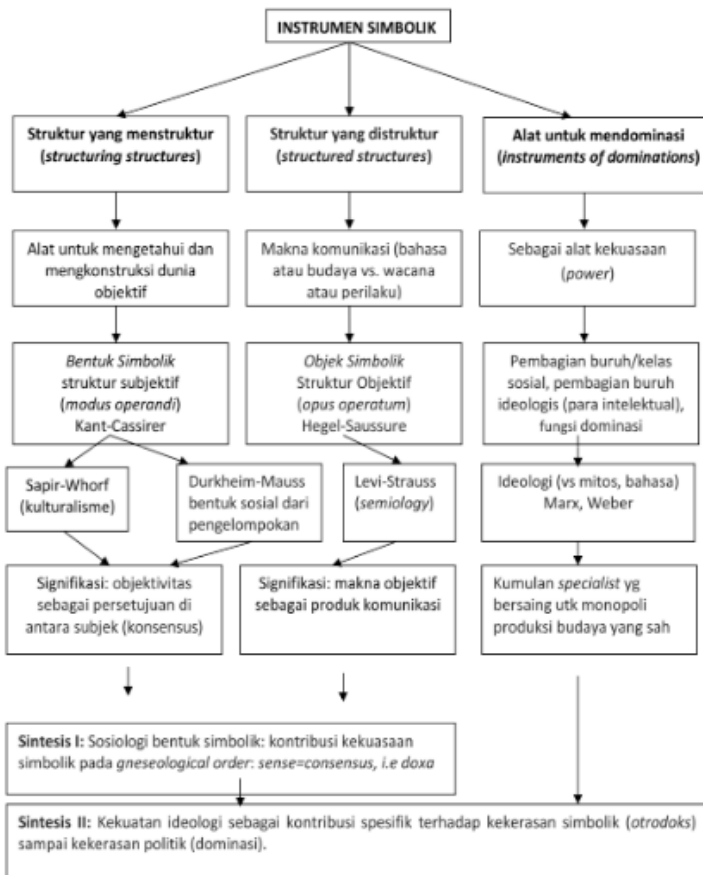 INSTRUMEN SIMBOLIK
Struktur yang menstruktur
(structuring structures)
Struktur yang distruktur
(structured structures)
Alat untuk mendominasi
(instruments of dominations)
Alat untuk mengetahui dan
mengkonstruksi dunia
objektif
Makna komunikasi (bahasa
atau budaya vs. wacana
atau perilaku)
Sebagai alat kekuasaan
(power)
Bentuk Simbolik
struktur subjektif
(modus operandi)
Kant-Cassirer
Objek Simbolik
Struktur Objektif
(opus operatum)
Hegel-Saussure
Pembagian buruh/kelas
sosial, pembagian buruh
ideologis (para intelektual),
fungsi dominasi
Sapir-Whorf
(kulturalisme)
Durkheim-Mauss
bentuk sosial dari
pengelompokan
Levi-Strauss
(semiology)
Ideologi (vs mitos, bahasa)
Marx, Weber
Signifikasi: objektivitas
sebagai persetujuan di
antara subjek (konsensus)
Signifikasi: makna objektif
sebagai produk komunikasi
Kumulan specialist yg
bersaing utk monopoli
produksi budaya yang sah
Sintesis I: Sosiologi bentuk simbolik: kontribusi kekuasaan
simbolik pada gneseological order: sense=consensus, i.e doxa
Sintesis II: Kekuatan ideologi sebagai kontribusi spesifik terhadap kekerasan simbolik (otrodoks)
sampai kekerasan politik (dominasi).